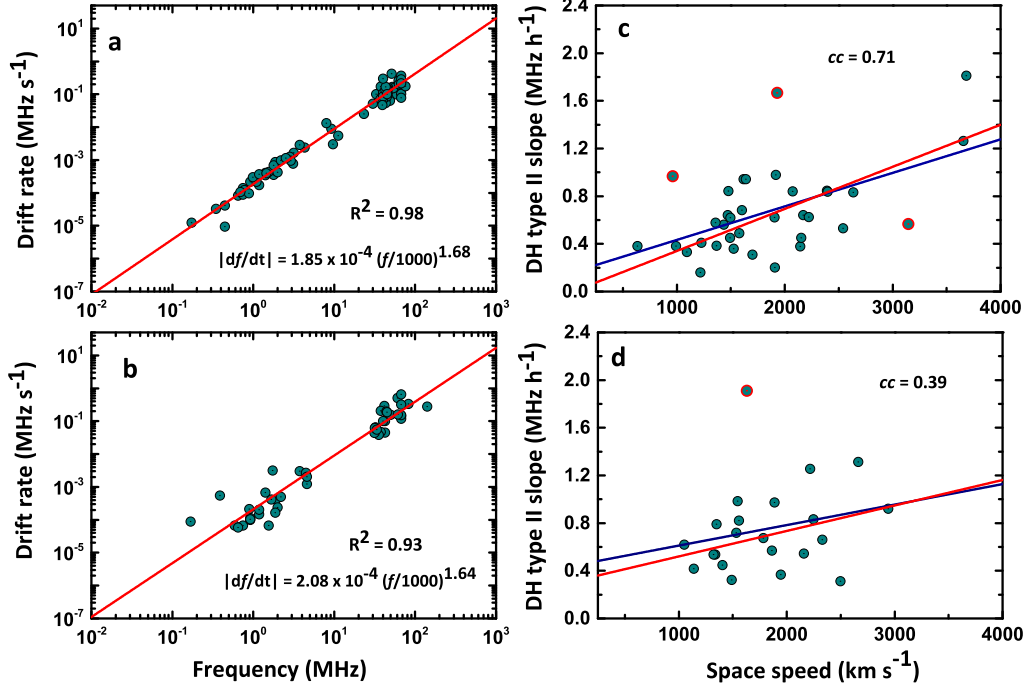 a
Drift rate (MHz s⁻¹)
10¹
10⁻¹
10⁻³
10⁻⁵
10⁻⁷
R² = 0.98
|df/dt| = 1.85 x 10⁻⁴ (f/1000)¹·⁶⁸
10⁻² 10⁻¹ 10⁰ 10¹ 10² 10³
c
DH type II slope (MHz h⁻¹)
2.4
2.0
1.6
1.2
0.8
0.4
0.0
cc = 0.71
1000 2000 3000 4000
b
Drift rate (MHz s⁻¹)
10¹
10⁻¹
10⁻³
10⁻⁵
10⁻⁷
R² = 0.93
|df/dt| = 2.08 x 10⁻⁴ (f/1000)¹·⁶⁴
10⁻² 10⁻¹ 10⁰ 10¹ 10² 10³
Frequency (MHz)
d
DH type II slope (MHz h⁻¹)
2.4
2.0
1.6
1.2
0.8
0.4
0.0
cc = 0.39
1000 2000 3000 4000
Space speed (km s⁻¹)